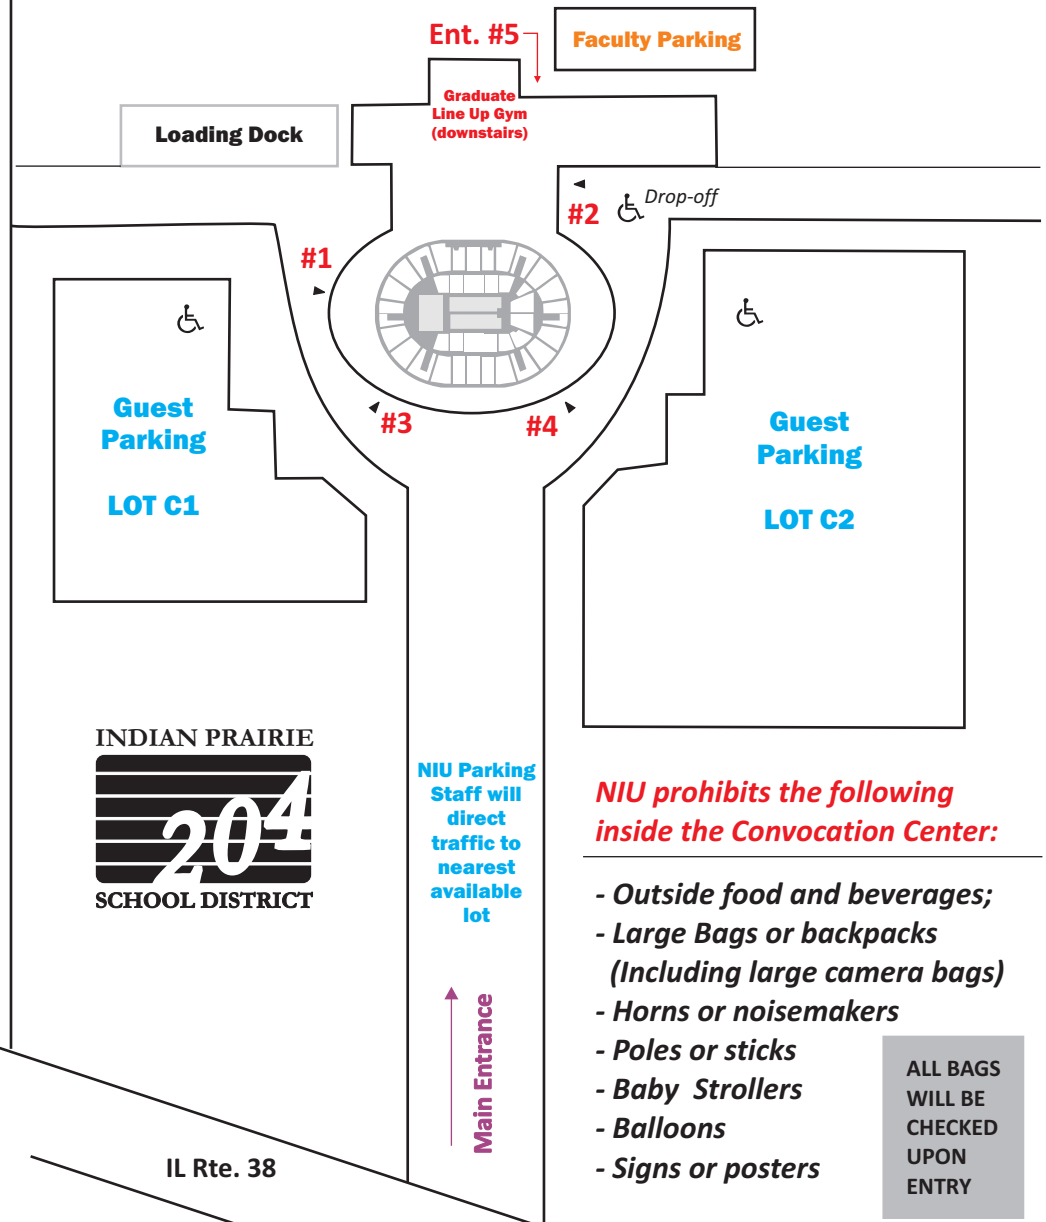 Ent. #5
Faculty Parking
Graduate
Line Up Gym
(downstairs)
Loading Dock
#2
Drop-off
#1
#3
#4
Guest
Parking
LOT C1
Guest
Parking
LOT C2
INDIAN PRAIRIE
204
SCHOOL DISTRICT
NIU Parking
Staff will
direct
traffic to
nearest
available
lot
Main Entrance
IL Rte. 38
NIU prohibits the following
inside the Convocation Center:
- Outside food and beverages;
- Large Bags or backpacks
(Including large camera bags)
- Horns or noisemakers
- Poles or sticks
- Baby Strollers
- Balloons
- Signs or posters
ALL BAGS
WILL BE
CHECKED
UPON
ENTRY